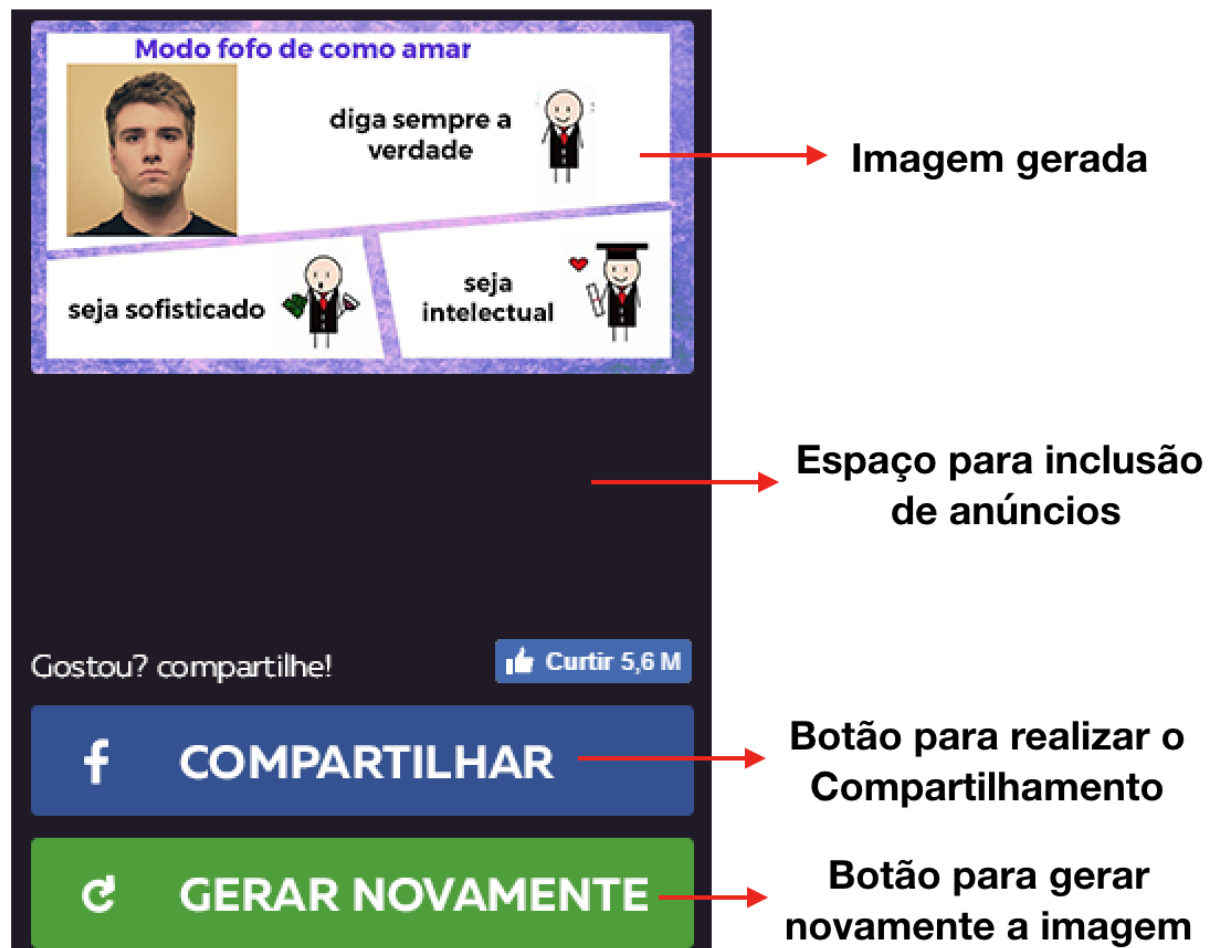 Modo fofo de como amar
diga sempre a
verdade
seja sofisticado
seja
intelectual
Imagem gerada
Espaço para inclusão
de anúncios
Gostou? compartilhe!
Curtir 5,6 M
COMPARTILHAR
Botão para realizar o
Compartilhamento
GERAR NOVAMENTE
Botão para gerar
novamente a imagem